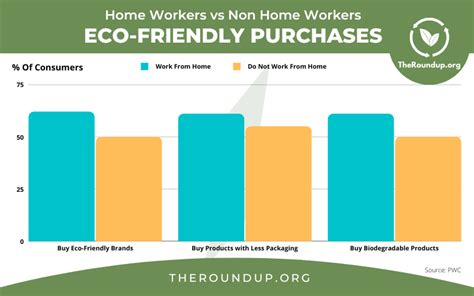 Home Workers vs Non Home Workers
ECO-FRIENDLY PURCHASES
TheRoundup.org
% Of Consumers
Work From Home
Do Not Work From Home
75
50
25
0
Buy Eco-Friendly Brands
Buy Products with Less Packaging
Buy Biodegradable Products
Source: PWC
THEROUNDUP.ORG